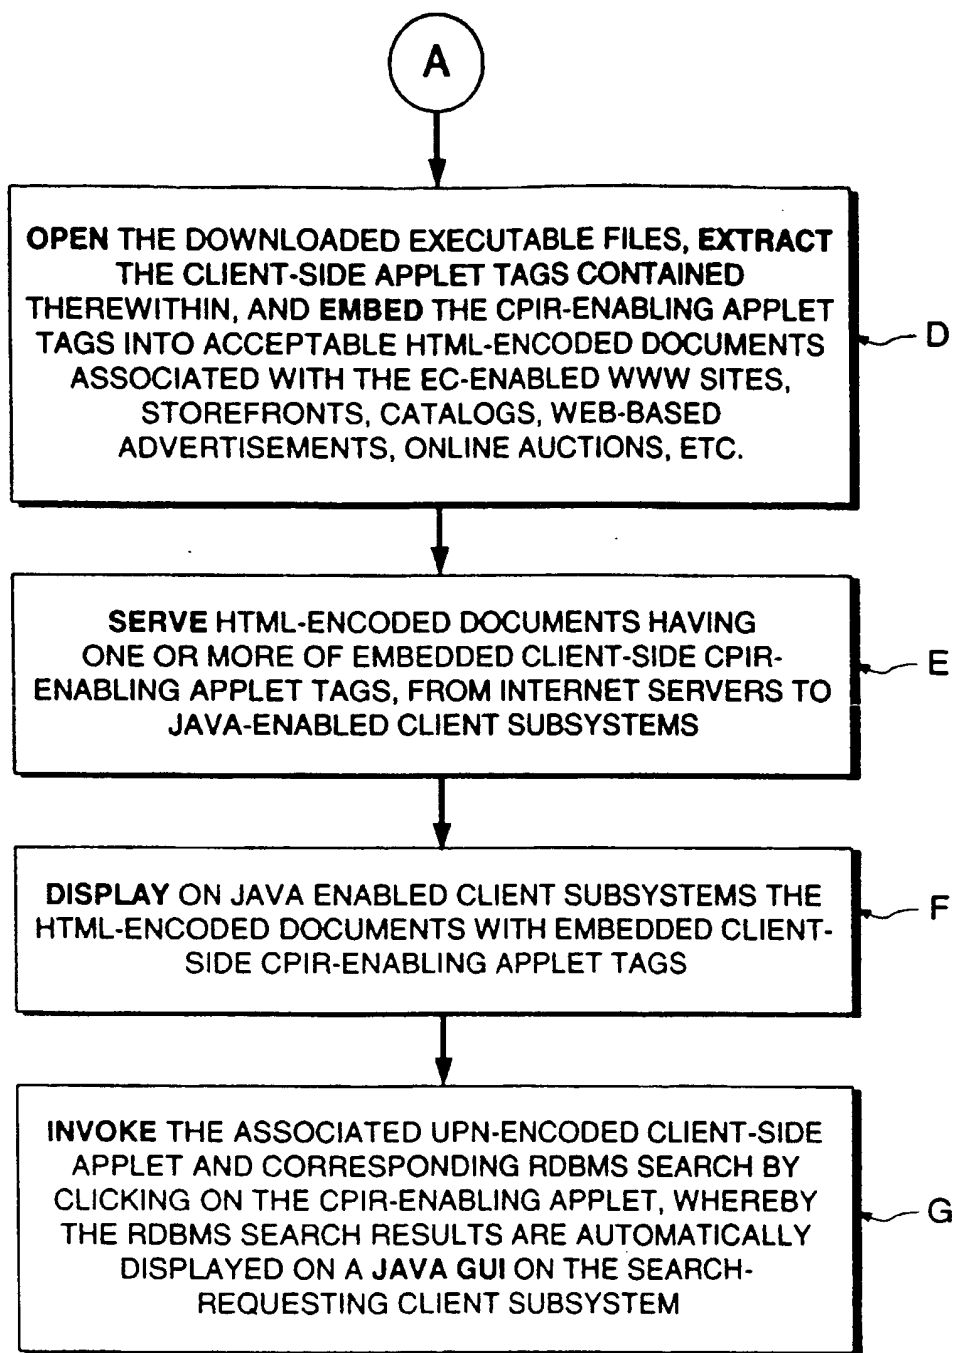 A
OPEN THE DOWNLOADED EXECUTABLE FILES, EXTRACT
THE CLIENT-SIDE APPLET TAGS CONTAINED
THEREWITHIN, AND EMBED THE CPIR-ENABLING APPLET
TAGS INTO ACCEPTABLE HTML-ENCODED DOCUMENTS
ASSOCIATED WITH THE EC-ENABLED WWW SITES,
STOREFRONTS, CATALOGS, WEB-BASED
ADVERTISEMENTS, ONLINE AUCTIONS, ETC.
D
SERVE HTML-ENCODED DOCUMENTS HAVING
ONE OR MORE OF EMBEDDED CLIENT-SIDE CPIR-
ENABLING APPLET TAGS, FROM INTERNET SERVERS TO
JAVA-ENABLED CLIENT SUBSYSTEMS
E
DISPLAY ON JAVA ENABLED CLIENT SUBSYSTEMS THE
HTML-ENCODED DOCUMENTS WITH EMBEDDED CLIENT-
SIDE CPIR-ENABLING APPLET TAGS
F
INVOKE THE ASSOCIATED UPN-ENCODED CLIENT-SIDE
APPLET AND CORRESPONDING RDBMS SEARCH BY
CLICKING ON THE CPIR-ENABLING APPLET, WHEREBY
THE RDBMS SEARCH RESULTS ARE AUTOMATICALLY
DISPLAYED ON A JAVA GUI ON THE SEARCH-
REQUESTING CLIENT SUBSYSTEM
G